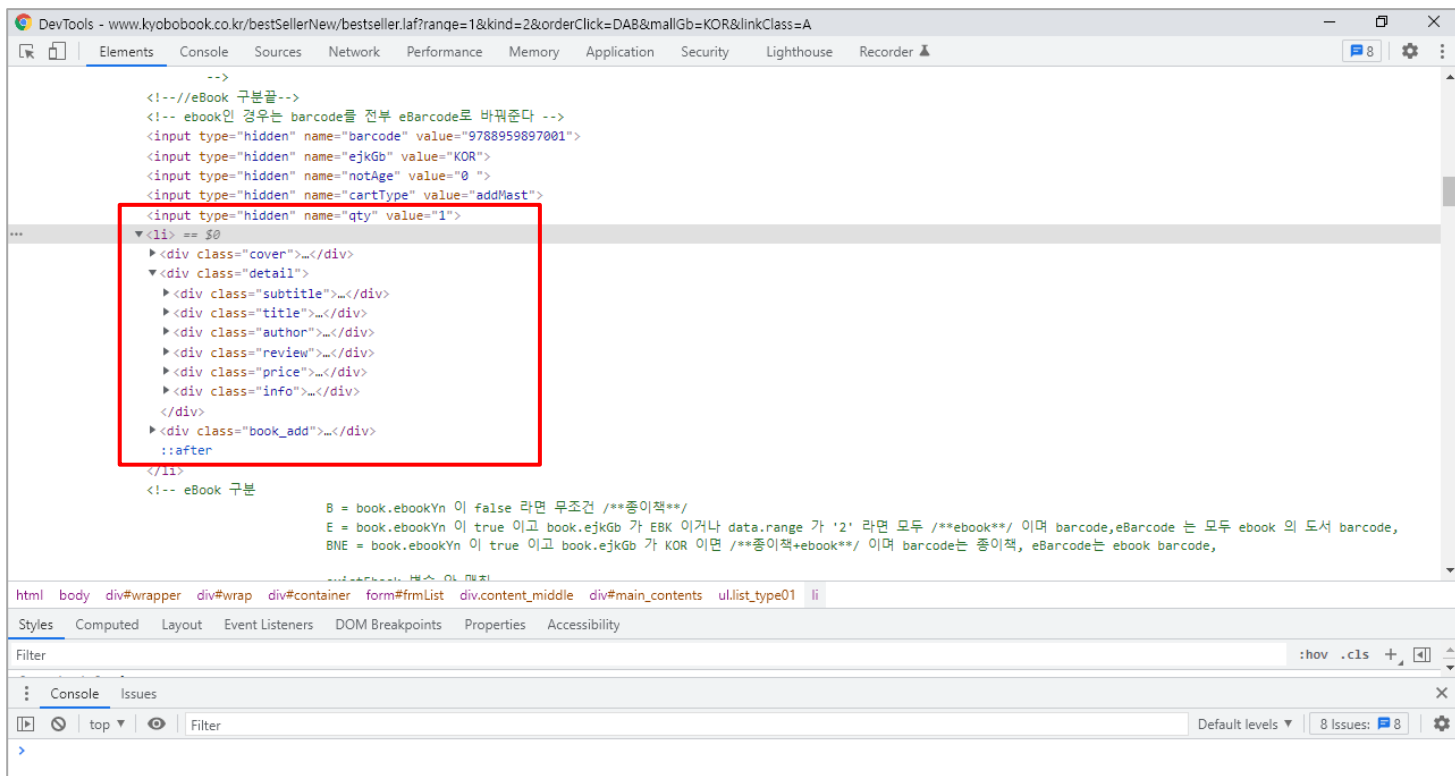 DevTools - www.kyobobook.co.kr/bestSellerNew/bestseller.laf?range=1&kind=2&orderClick=DAB&mallGb=KOR&linkClass=A
Elements Console Sources Network Performance Memory Application Security Lighthouse Recorder 8
-->
<!--//eBook 구분끝-->
<!-- ebook인 경우는 barcode를 전부 eBarcode로 바꿔준다 -->
<input type="hidden" name="barcode" value="9788959897001">
<input type="hidden" name="ejkGb" value="KOR">
<input type="hidden" name="notAge" value="0 ">
<input type="hidden" name="cartType" value="addMast">
<input type="hidden" name="qty" value="1">
... ▼<li> == $0
▶<div class="cover">…</div>
▼<div class="detail">
▶<div class="subtitle">…</div>
▶<div class="title">…</div>
▶<div class="author">…</div>
▶<div class="review">…</div>
▶<div class="price">…</div>
▶<div class="info">…</div>
</div>
▶<div class="book_add">…</div>
::after
</li>
<!-- eBook 구분
B = book.ebookYn 이 false 라면 무조건 /**종이책**/
E = book.ebookYn 이 true 이고 book.ejkGb 가 EBK 이거나 data.range 가 '2' 라면 모두 /**ebook**/ 이며 barcode,eBarcode 는 모두 ebook 의 도서 barcode,
BNE = book.ebookYn 이 true 이고 book.ejkGb 가 KOR 이면 /**종이책+ebook**/ 이며 barcode는 종이책, eBarcode는 ebook barcode,
html body div#wrapper div#wrap div#container form#frmList div.content_middle div#main_contents ul.list_type01 li
Styles Computed Layout Event Listeners DOM Breakpoints Properties Accessibility
Filter :hov .cls +
Console Issues
top ▼ Filter Default levels ▼ 8 Issues: 8
>